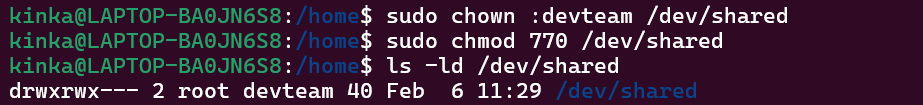 kinka@LAPTOP-BA0JN6S8:/home$ sudo chown :devteam /dev/shared
kinka@LAPTOP-BA0JN6S8:/home$ sudo chmod 770 /dev/shared
kinka@LAPTOP-BA0JN6S8:/home$ ls -ld /dev/shared
drwxrwx--- 2 root devteam 40 Feb  6 11:29 /dev/shared